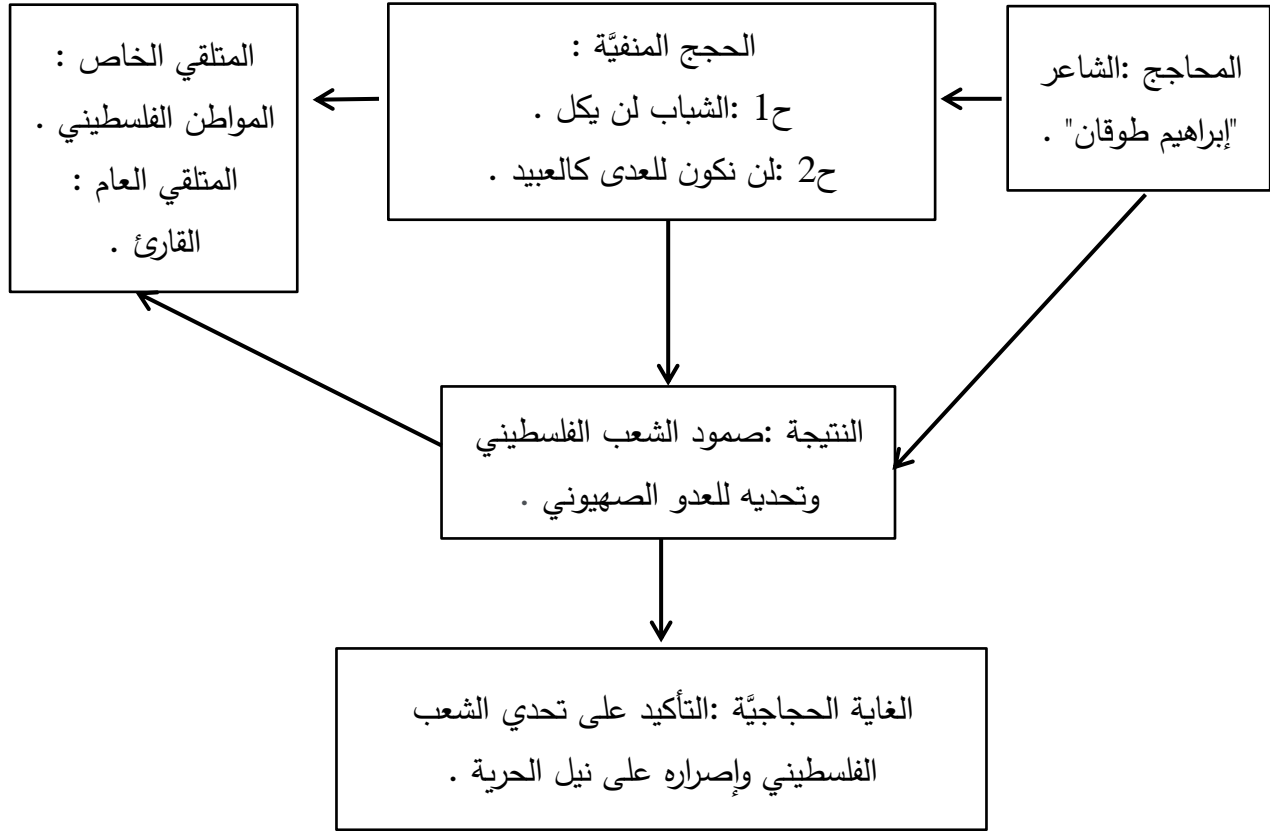 المحاجج :الشاعر
"إبراهيم طوقان" .
الحجج المنفيَّة :
ح1 :الشباب لن يكل .
ح2 :لن نكون للعدى كالعبيد .
المتلقي الخاص :
المواطن الفلسطيني .
المتلقي العام :
القارئ .
النتيجة :صمود الشعب الفلسطيني
وتحديه للعدو الصهيوني .
الغاية الحجاجيَّة :التأكيد على تحدي الشعب
الفلسطيني وإصراره على نيل الحرية .